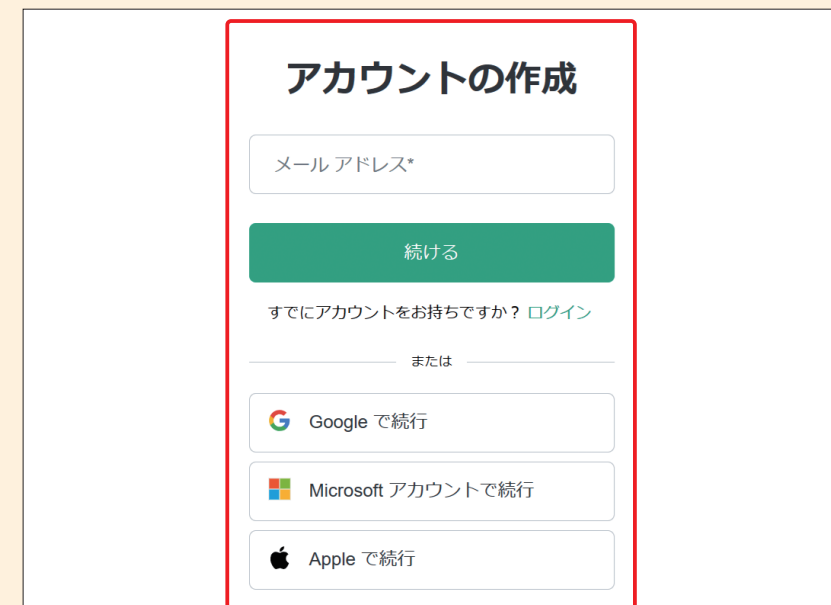 アカウントの作成
メール アドレス*
続ける
すでにアカウントをお持ちですか？ ログイン
または
Google で続行
Microsoft アカウントで続行
Apple で続行